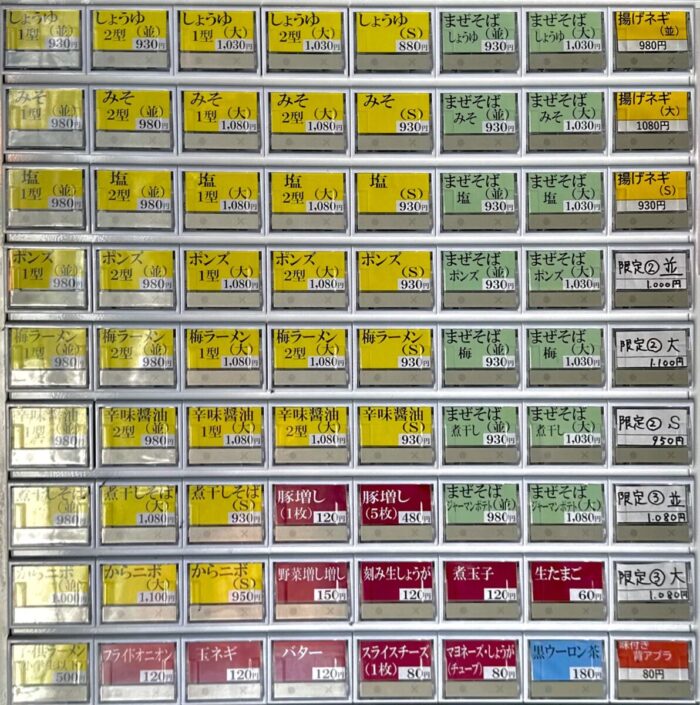 しょうゆ
1型（並）
930円
しょうゆ
2型（並）
930円
しょうゆ
1型（大）
1,030円
しょうゆ
2型（大）
1,030円
しょうゆ
（S）
880円
まぜそば
しょうゆ（並）
930円
まぜそば
しょうゆ（大）
1,030円
揚げネギ
（並）
980円
みそ
1型（並）
980円
みそ
2型（並）
980円
みそ
1型（大）
1,080円
みそ
2型（大）
1,080円
みそ
（S）
930円
まぜそば
みそ（並）
930円
まぜそば
みそ（大）
1,030円
揚げネギ
（大）
1080円
塩
1型（並）
980円
塩
2型（並）
980円
塩
1型（大）
1,080円
塩
2型（大）
1,080円
塩
（S）
930円
まぜそば
塩（並）
930円
まぜそば
塩（大）
1,030円
揚げネギ
（S）
930円
ポンズ
1型（並）
980円
ポンズ
2型（並）
980円
ポンズ
1型（大）
1,080円
ポンズ
2型（大）
1,080円
ポンズ
（S）
930円
まぜそば
ポンズ（並）
930円
まぜそば
ポンズ（大）
1,030円
限定②並
1.000円
梅ラーメン
1型（並）
980円
梅ラーメン
2型（並）
980円
梅ラーメン
1型（大）
1,080円
梅ラーメン
2型（大）
1,080円
梅ラーメン
（S）
930円
まぜそば
梅（並）
930円
まぜそば
梅（大）
1,030円
限定②大
1.100円
辛味醤油
1型（並）
980円
辛味醤油
2型（並）
980円
辛味醤油
1型（大）
1,080円
辛味醤油
2型（大）
1,080円
辛味醤油
（S）
930円
まぜそば
煮干し（並）
930円
まぜそば
煮干し（大）
1,030円
限定②S
950円
煮干しそば
（並）
980円
煮干しそば
（大）
1,080円
煮干しそば
（S）
930円
豚増し
（1枚）
120円
豚増し
（5枚）
480円
まぜそば
ジャーマンポテト（並）
980円
まぜそば
ジャーマンポテト（大）
1,080円
限定③並
1.080円
からニボ
（並）
1,000円
からニボ
（大）
1,100円
からニボ
（S）
950円
野菜増し増し
150円
刻み生しょうが
120円
煮玉子
120円
生たまご
60円
限定③大
1.080円
子供ラーメン
（小学生以下）
500円
フライドオニオン
120円
玉ネギ
120円
バター
120円
スライスチーズ
（1枚）
80円
マヨネーズ・しょうが
（チューブ）
80円
黒ウーロン茶
180円
味付き
背アブラ
80円